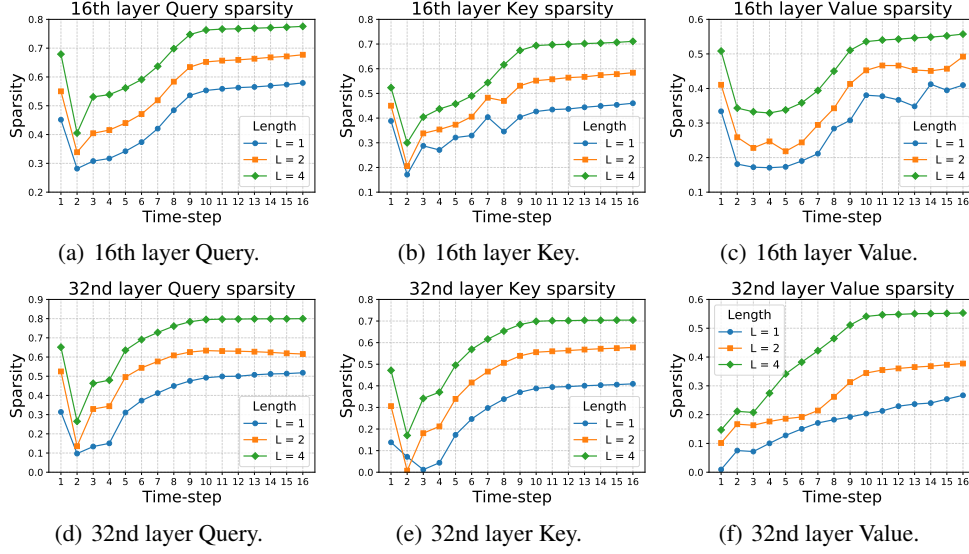 16th layer Query sparsity
0.8
0.7
0.6
0.5
0.4
0.3
0.2
Sparsity
Length
L = 1
L = 2
L = 4
1 2 3 4 5 6 7 8 9 10 11 12 13 14 15 16
Time-step
(a) 16th layer Query.
16th layer Key sparsity
0.8
0.7
0.6
0.5
0.4
0.3
0.2
0.1
Sparsity
Length
L = 1
L = 2
L = 4
1 2 3 4 5 6 7 8 9 10 11 12 13 14 15 16
Time-step
(b) 16th layer Key.
16th layer Value sparsity
0.6
0.5
0.4
0.3
0.2
0.1
Sparsity
Length
L = 1
L = 2
L = 4
1 2 3 4 5 6 7 8 9 10 11 12 13 14 15 16
Time-step
(c) 16th layer Value.
32nd layer Query sparsity
0.9
0.8
0.7
0.6
0.5
0.4
0.3
0.2
0.1
0.0
Sparsity
Length
L = 1
L = 2
L = 4
1 2 3 4 5 6 7 8 9 10 11 12 13 14 15 16
Time-step
(d) 32nd layer Query.
32nd layer Key sparsity
0.8
0.7
0.6
0.5
0.4
0.3
0.2
0.1
0.0
Sparsity
Length
L = 1
L = 2
L = 4
1 2 3 4 5 6 7 8 9 10 11 12 13 14 15 16
Time-step
(e) 32nd layer Key.
32nd layer Value sparsity
0.6
0.5
0.4
0.3
0.2
0.1
0.0
Sparsity
Length
L = 1
L = 2
L = 4
1 2 3 4 5 6 7 8 9 10 11 12 13 14 15 16
Time-step
(f) 32nd layer Value.